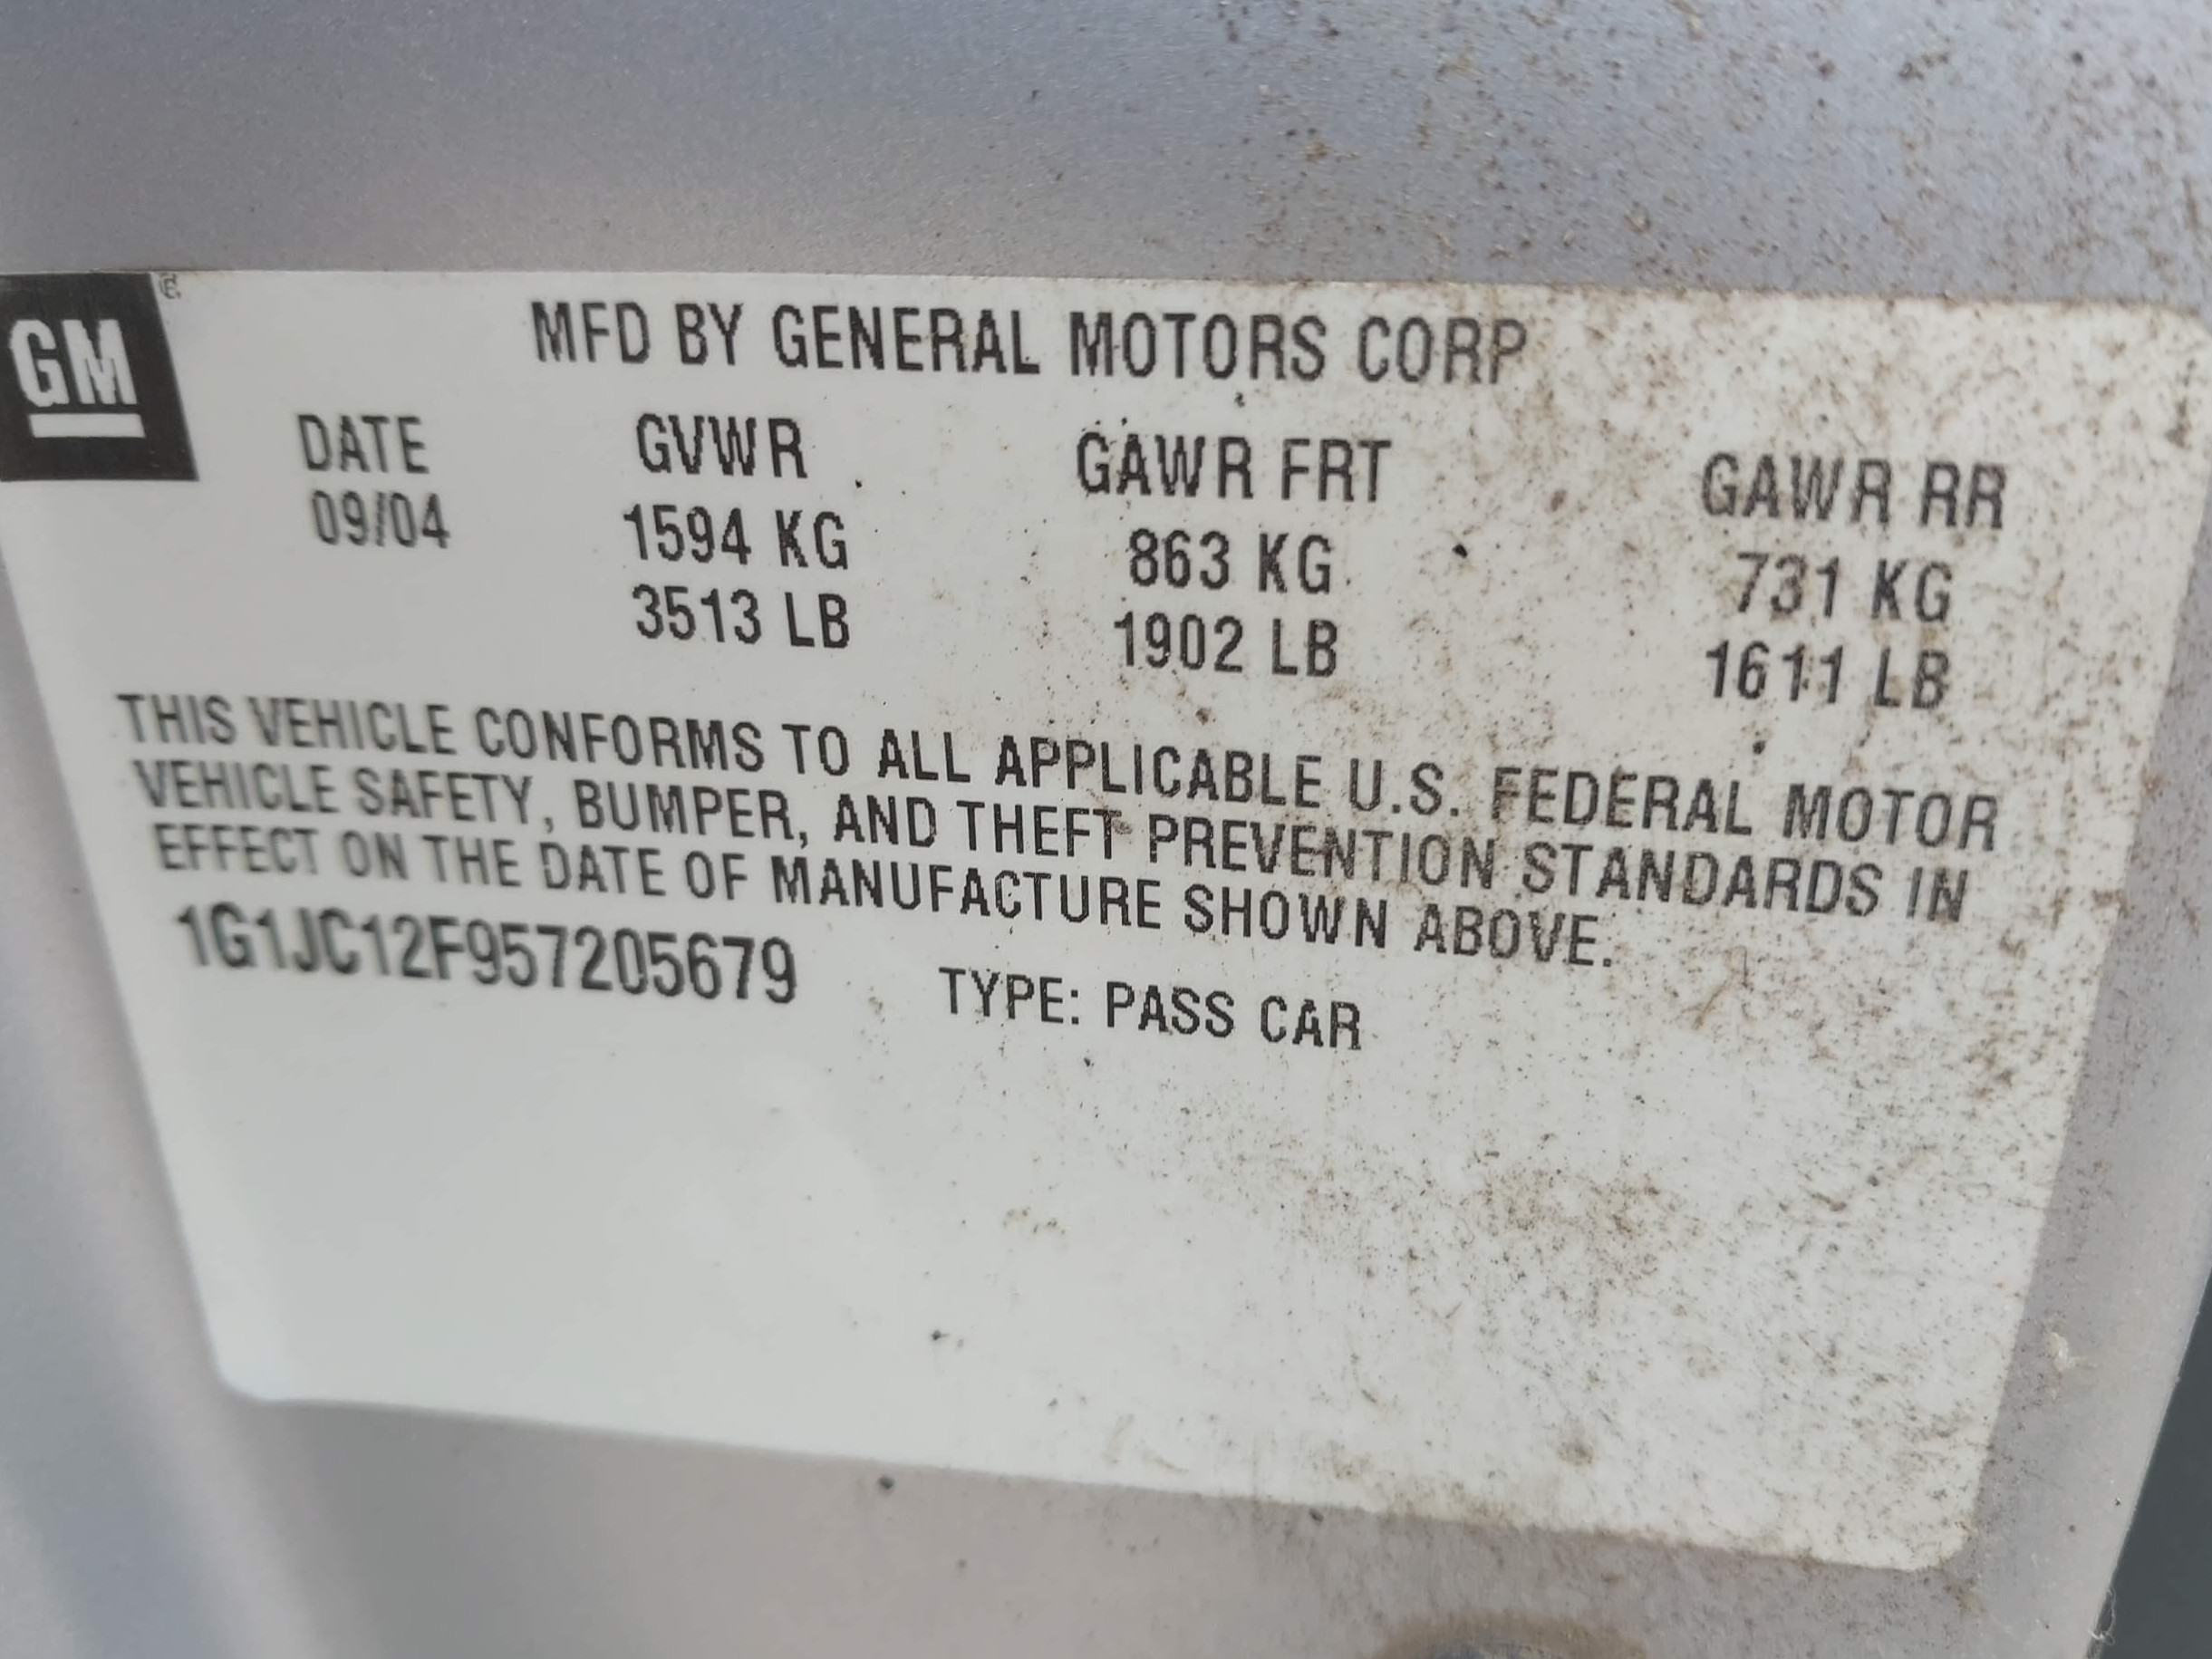 GM
MFD BY GENERAL MOTORS CORP
DATE GVWR GAWR FRT GAWR RR
09/04 1594 KG 863 KG 731 KG
3513 LB 1902 LB 1611 LB
THIS VEHICLE CONFORMS TO ALL APPLICABLE U.S. FEDERAL MOTOR
VEHICLE SAFETY, BUMPER, AND THEFT PREVENTION STANDARDS IN
EFFECT ON THE DATE OF MANUFACTURE SHOWN ABOVE.
1G1JC12F957205679 TYPE: PASS CAR